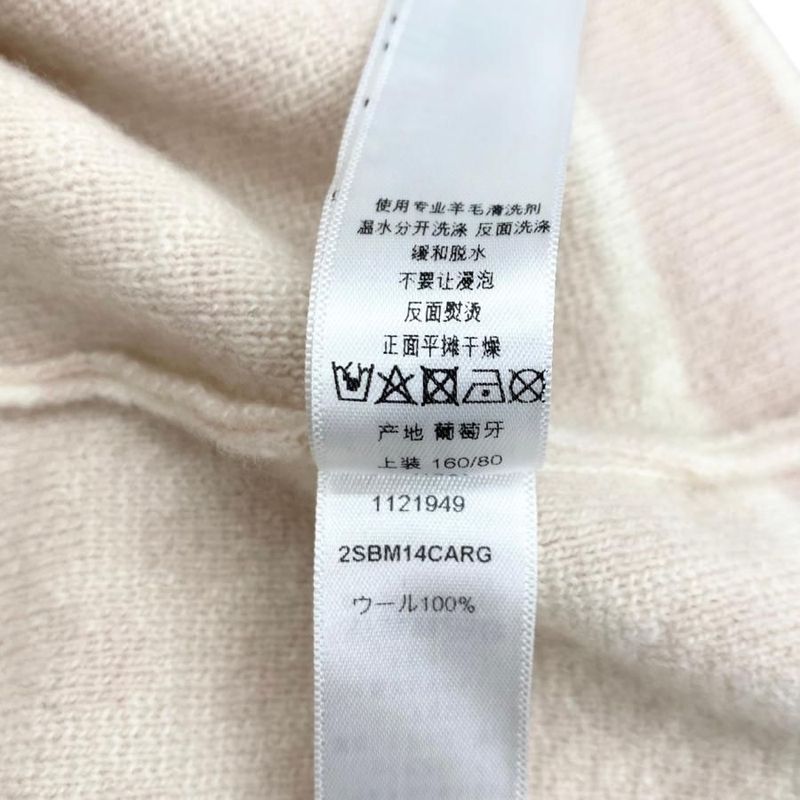 使用专业羊毛清洗剂
温水分开洗涤 反面洗涤
缓和脱水
不要让浸泡
反面熨烫
正面平摊干燥
产地 葡萄牙
上装 160/80
1121949
2SBM14CARG
ウール100%